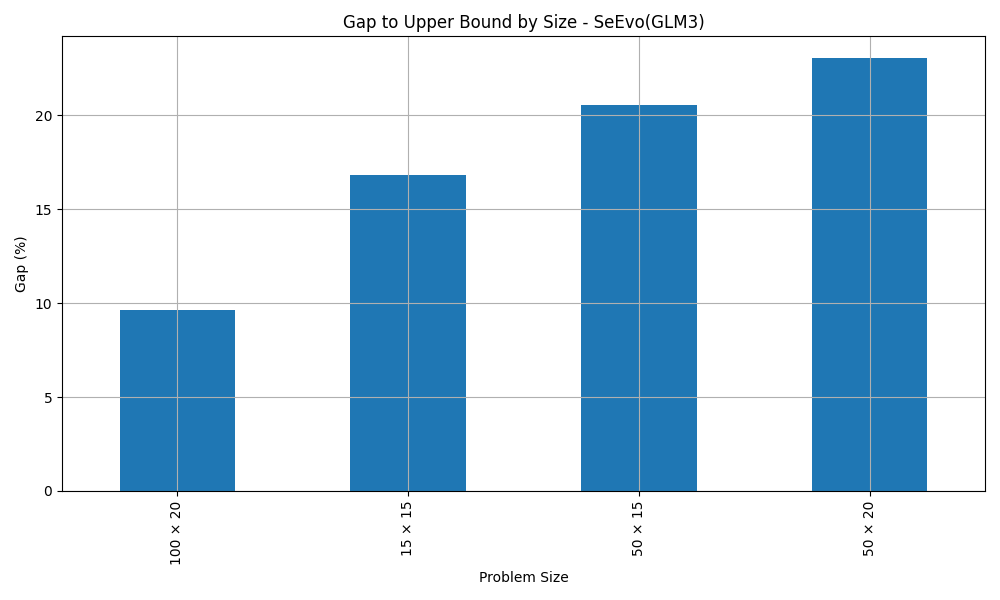 Gap to Upper Bound by Size - SeEvo(GLM3)
Gap (%)
20
15
10
5
0
100 × 20
15 × 15
50 × 15
50 × 20
Problem Size